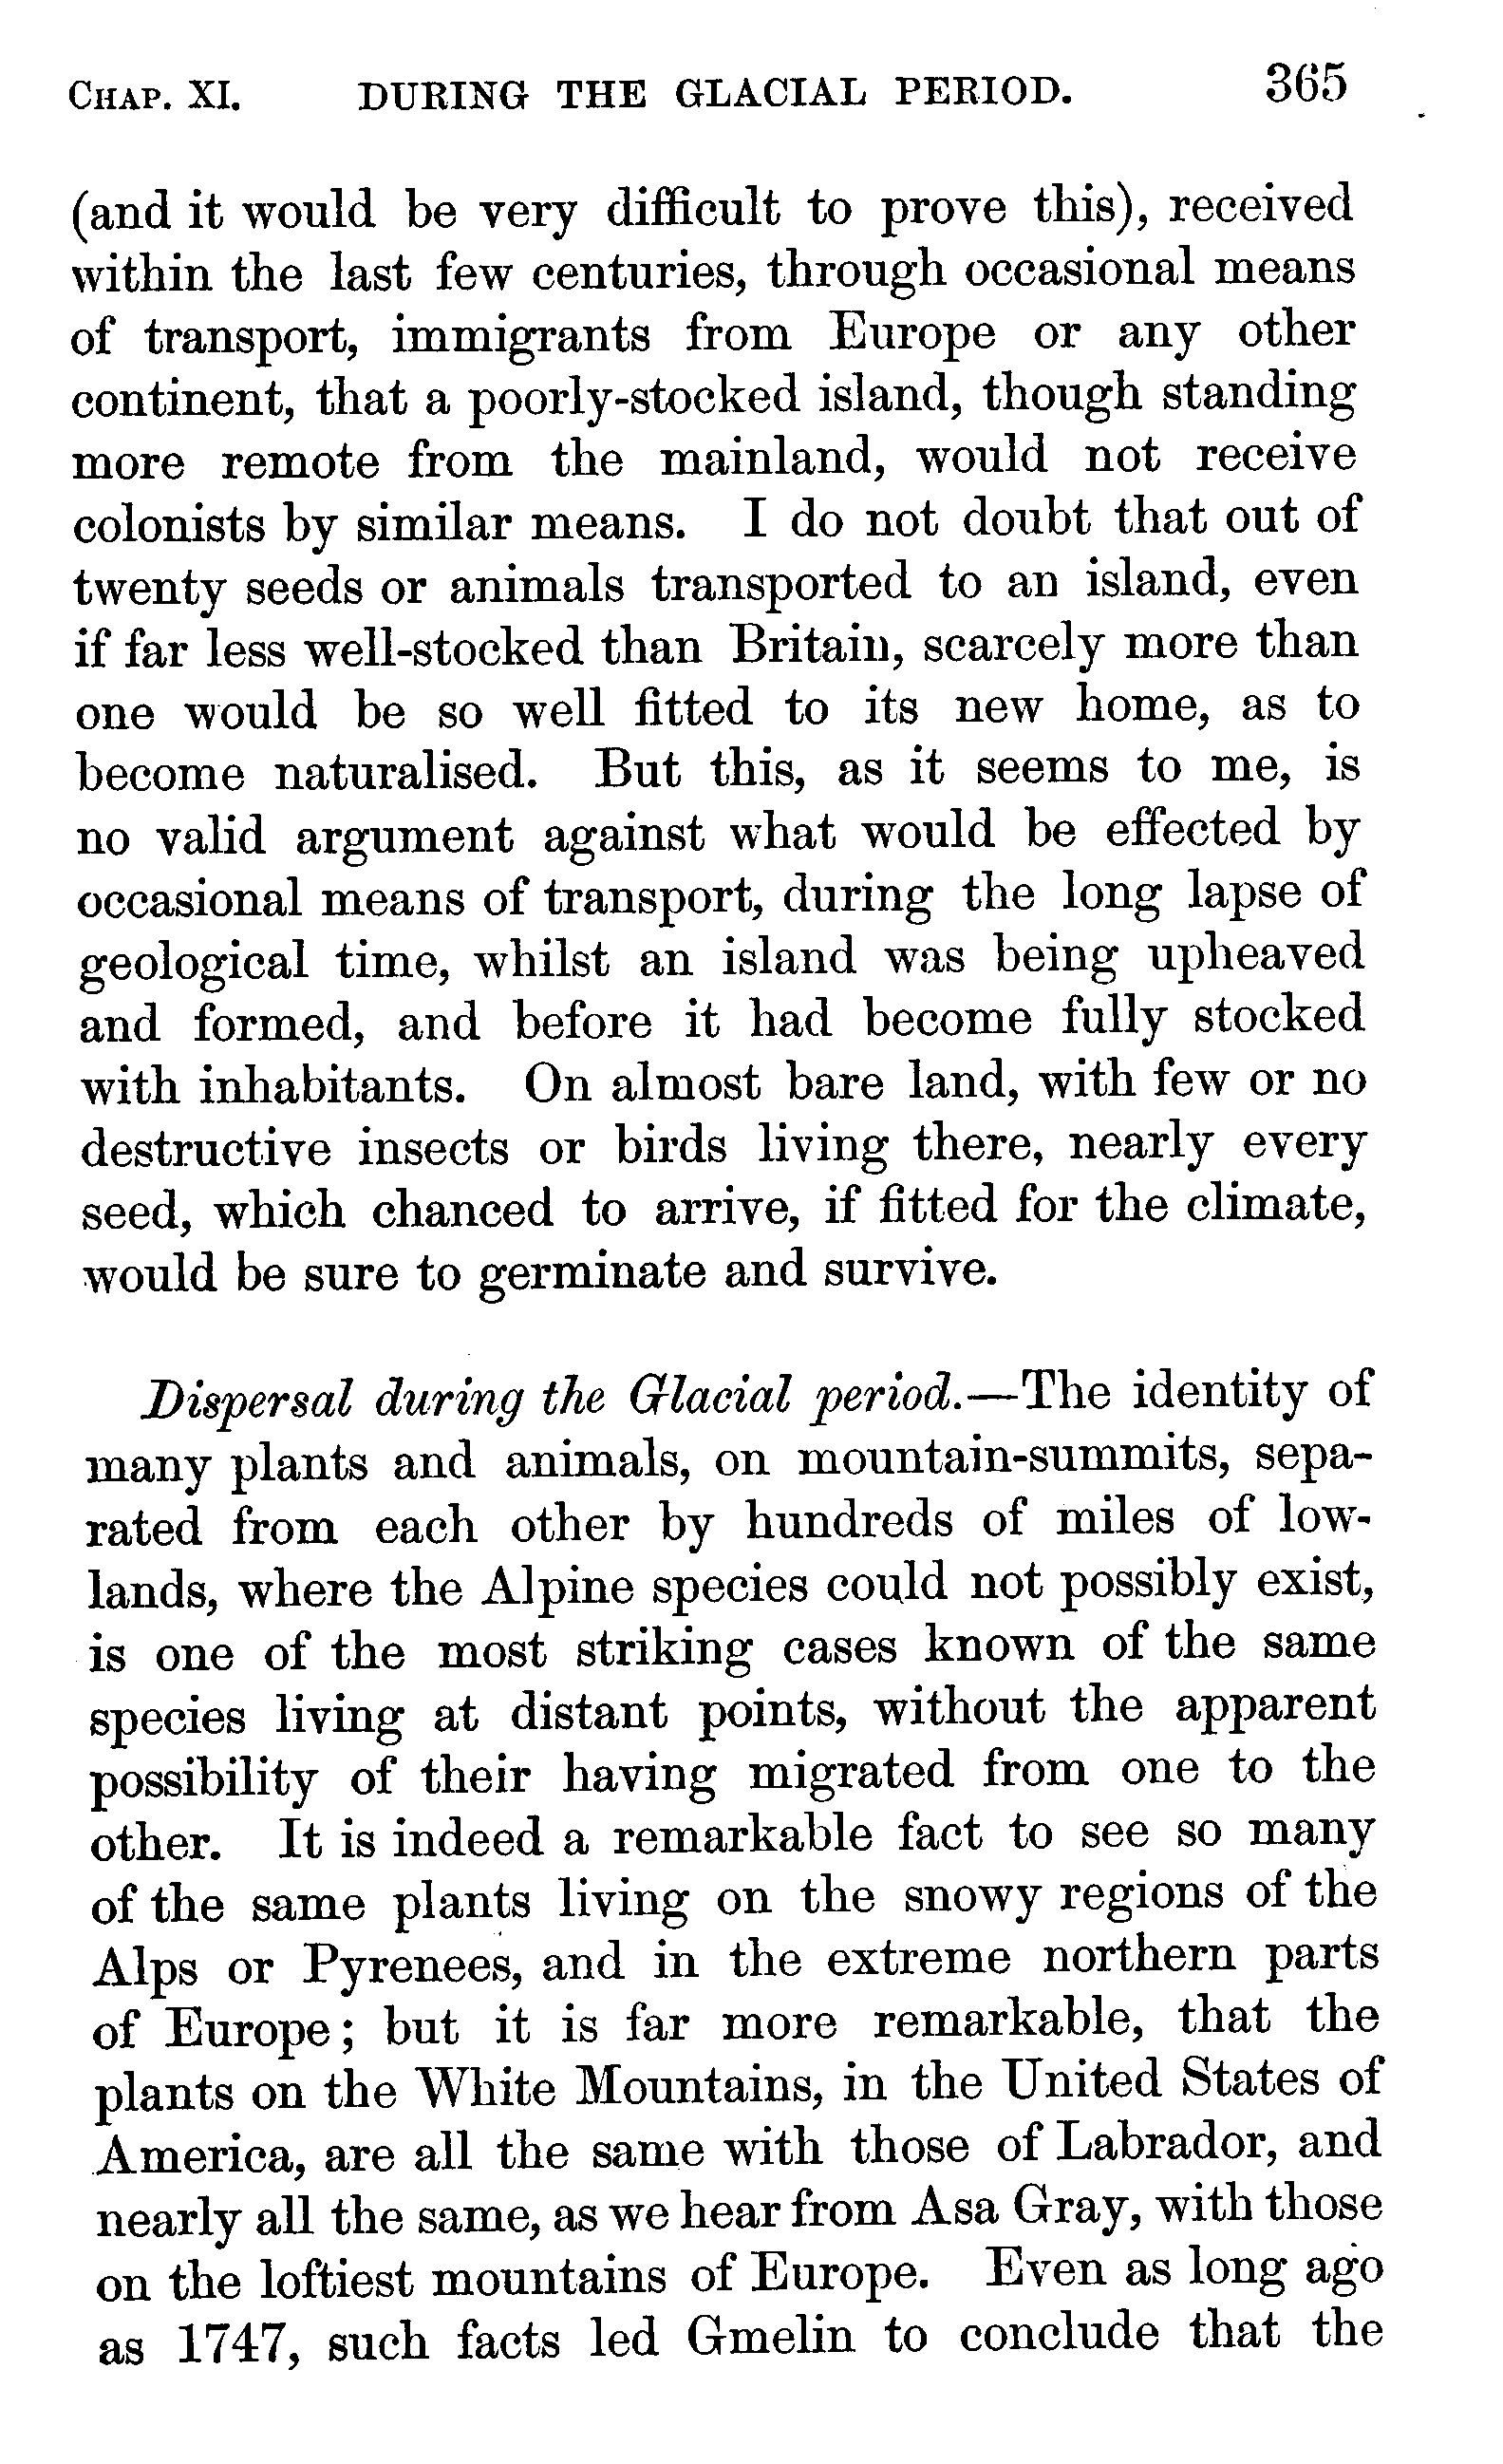 CHAP. XI. DURING THE GLACIAL PERIOD. 365
(and it would be very difficult to prove this), received
within the last few centuries, through occasional means
of transport, immigrants from Europe or any other
continent, that a poorly-stocked island, though standing
more remote from the mainland, would not receive
colonists by similar means. I do not doubt that out of
twenty seeds or animals transported to an island, even
if far less well-stocked than Britain, scarcely more than
one would be so well fitted to its new home, as to
become naturalised. But this, as it seems to me, is
no valid argument against what would be effected by
occasional means of transport, during the long lapse of
geological time, whilst an island was being upheaved
and formed, and before it had become fully stocked
with inhabitants. On almost bare land, with few or no
destructive insects or birds living there, nearly every
seed, which chanced to arrive, if fitted for the climate,
would be sure to germinate and survive.
Dispersal during the Glacial period.—The identity of
many plants and animals, on mountain-summits, sepa-
rated from each other by hundreds of miles of low-
lands, where the Alpine species could not possibly exist,
is one of the most striking cases known of the same
species living at distant points, without the apparent
possibility of their having migrated from one to the
other. It is indeed a remarkable fact to see so many
of the same plants living on the snowy regions of the
Alps or Pyrenees, and in the extreme northern parts
of Europe; but it is far more remarkable, that the
plants on the White Mountains, in the United States of
America, are all the same with those of Labrador, and
nearly all the same, as we hear from Asa Gray, with those
on the loftiest mountains of Europe. Even as long ago
as 1747, such facts led Gmelin to conclude that the